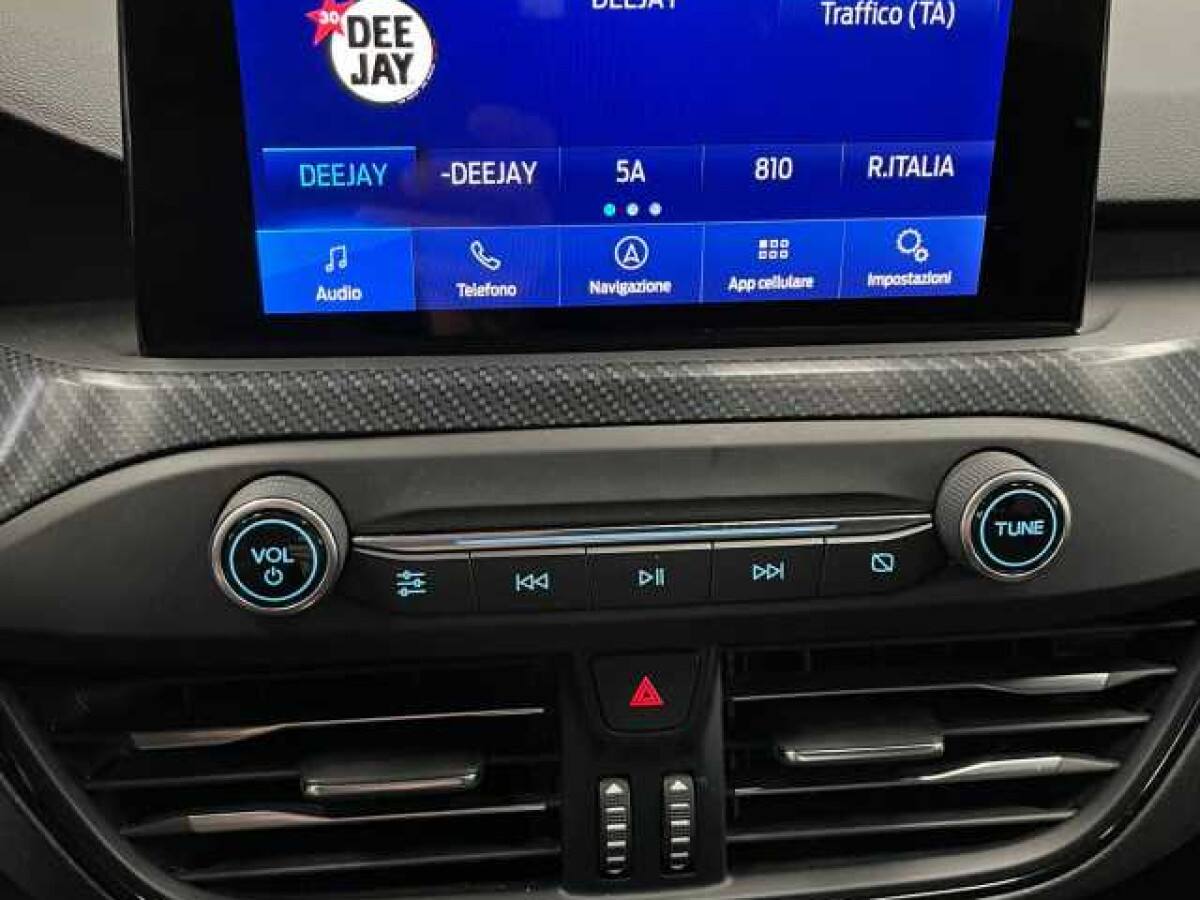 DEEJAY
Traffico (TA)
30
DEE
JAY
DEEJAY
-DEEJAY
5A
810
R.ITALIA
Audio
Telefono
Navigazione
App cellulare
Impostazioni
VOL
TUNE